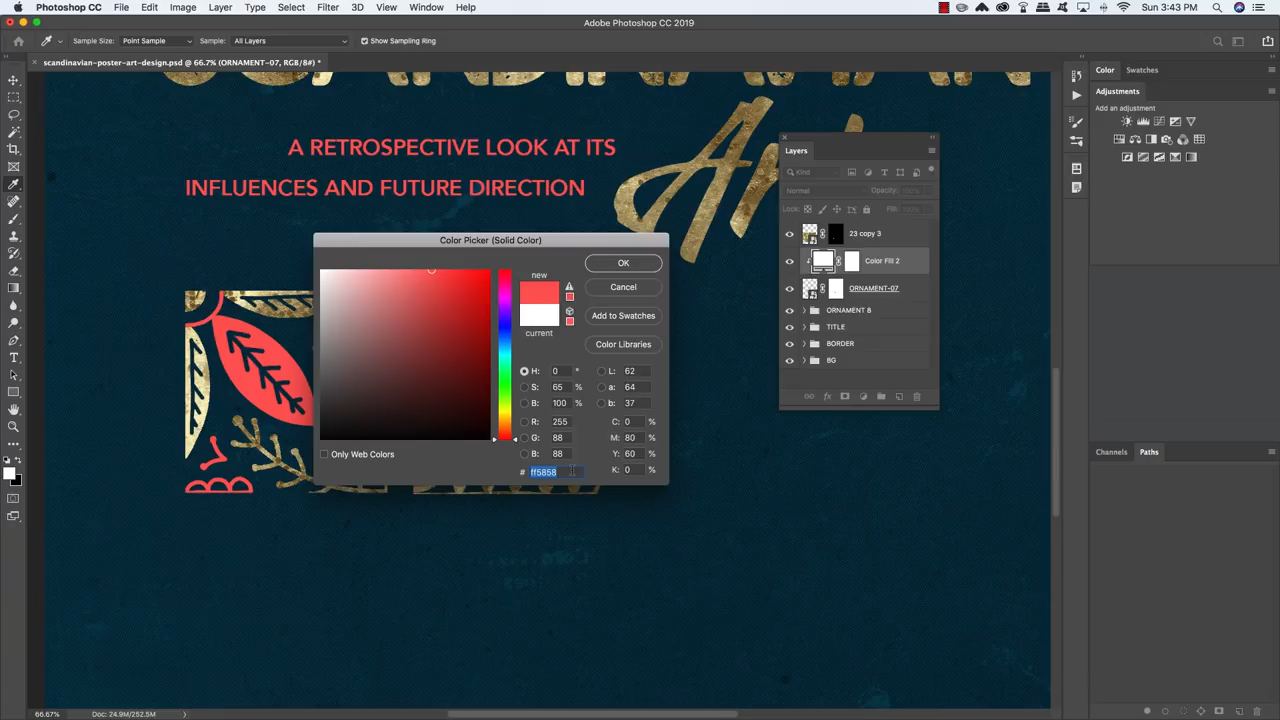 Photoshop CC File Edit Image Layer Type Select Filter 3D View Window Help Sun 3:43 PM
Adobe Photoshop CC 2019
Sample Size: Point Sample Sample: All Layers Show Sampling Ring
scandinavian-poster-art-design.psd @ 66.7% (ORNAMENT-07, RGB/8#) *
A RETROSPECTIVE LOOK AT ITS
INFLUENCES AND FUTURE DIRECTION
Color Picker (Solid Color)
new
current
OK
Cancel
Add to Swatches
Color Libraries
H: 0 °
S: 65 %
B: 100 %
R: 255
G: 88
B: 88
# ff5858
L: 62
a: 64
b: 37
C: 0 %
M: 80 %
Y: 60 %
K: 0 %
Only Web Colors
Layers
Kind
Normal Opacity: 100%
Lock: Fill: 100%
23 copy 3
Color Fill 2
ORNAMENT-07
ORNAMENT 8
TITLE
BORDER
BG
Color Swatches
Adjustments
Add an adjustment
Channels Paths
66.67% Doc: 24.9M/252.5M